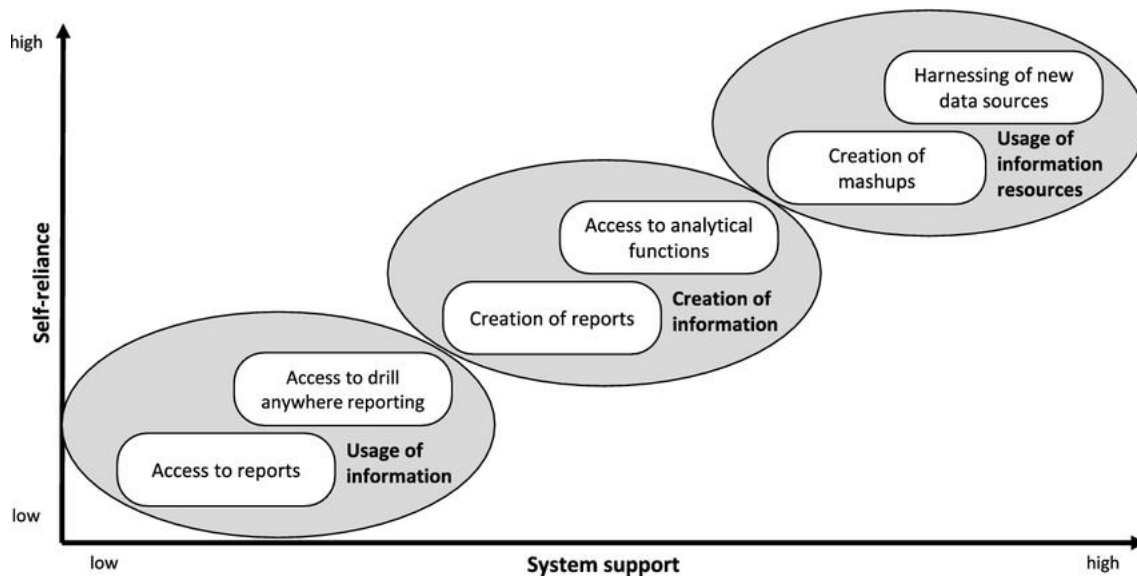 high
Harnessing of new
data sources
Creation of
mashups
Usage of
information
resources
Access to analytical
functions
Creation of reports
Creation of
information
Self-reliance
Access to drill
anywhere reporting
Access to reports
Usage of
information
low
low
System support
high